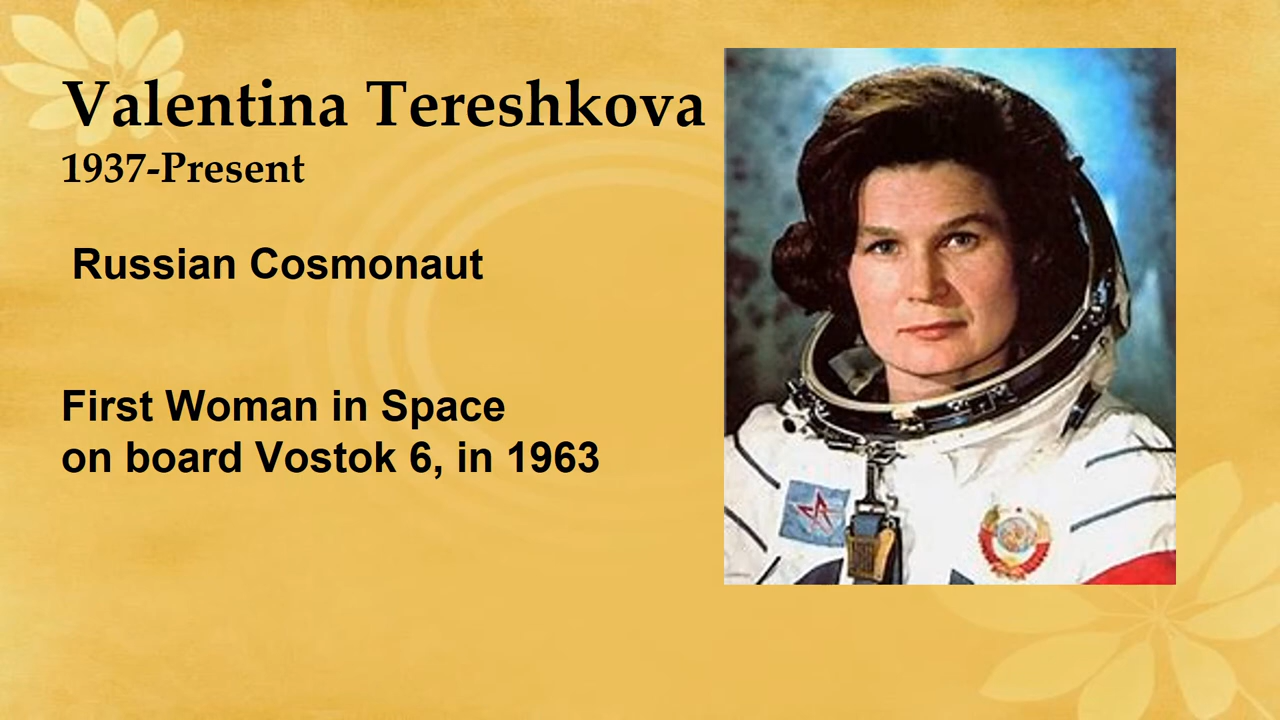 Valentina Tereshkova
1937-Present
Russian Cosmonaut
First Woman in Space
on board Vostok 6, in 1963